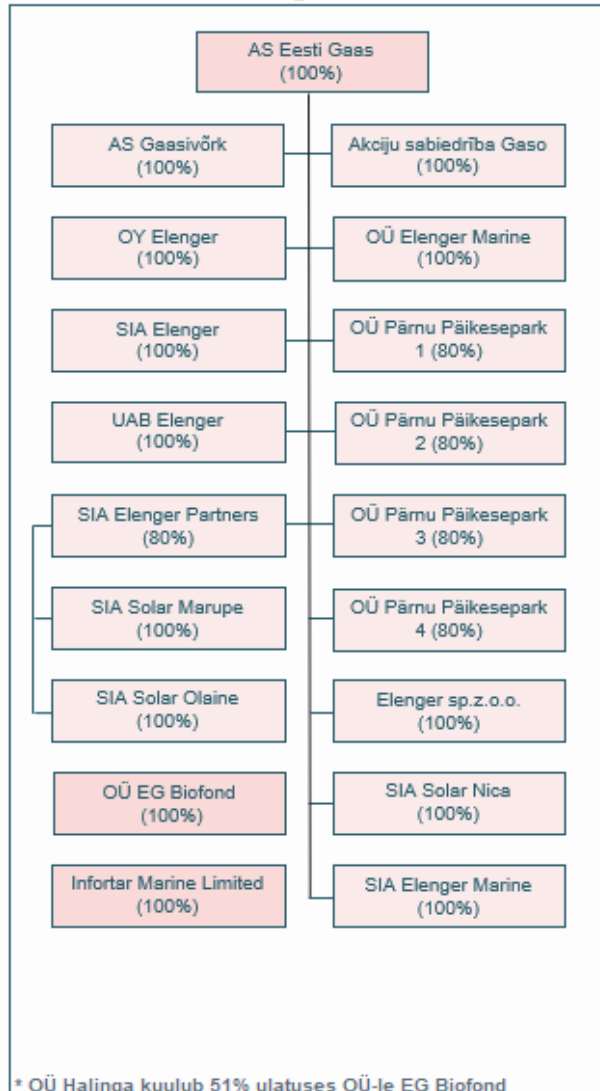 AS Eesti Gaas
(100%)
AS Gaasivõrk
(100%)
Akciju sabiedrība Gaso
(100%)
OY Elenger
(100%)
OÜ Elenger Marine
(100%)
SIA Elenger
(100%)
OÜ Pärnu Päikesepark
1 (80%)
UAB Elenger
(100%)
OÜ Pärnu Päikesepark
2 (80%)
SIA Elenger Partners
(80%)
OÜ Pärnu Päikesepark
3 (80%)
SIA Solar Marupe
(100%)
OÜ Pärnu Päikesepark
4 (80%)
SIA Solar Olaine
(100%)
Elenger sp.z.o.o.
(100%)
OÜ EG Biofond
(100%)
SIA Solar Nica
(100%)
Infortar Marine Limited
(100%)
SIA Elenger Marine
(100%)
* OÜ Halinga kuulub 51% ulatuses OÜ-le EG Biofond